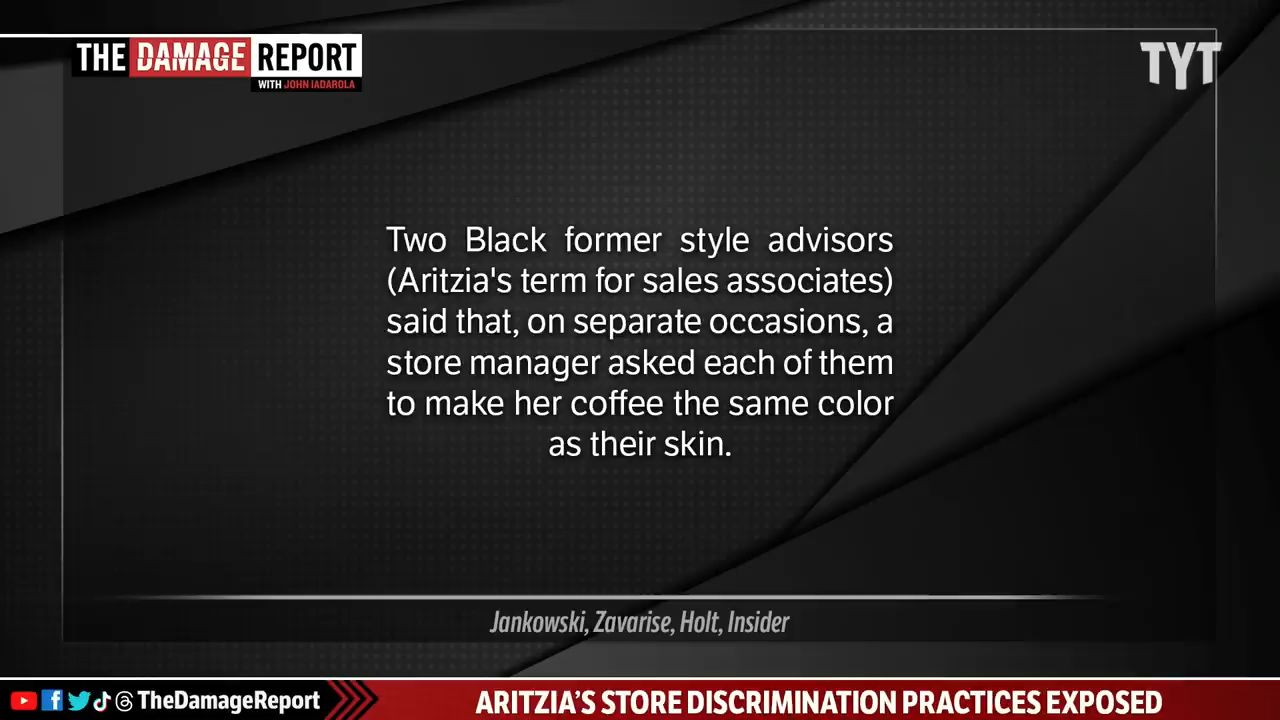 THE DAMAGE REPORT
WITH JOHN IADAROLA
TYT
Two Black former style advisors
(Aritzia's term for sales associates)
said that, on separate occasions, a
store manager asked each of them
to make her coffee the same color
as their skin.
Jankowski, Zavarise, Holt, Insider
TheDamageReport
ARITZIA’S STORE DISCRIMINATION PRACTICES EXPOSED